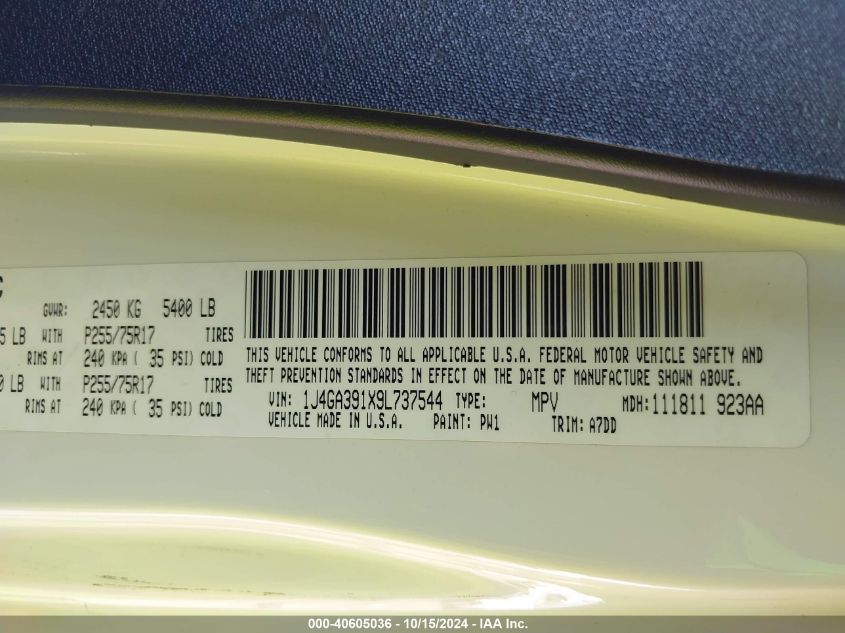 GVWR: 2450 KG 5400 LB
5 LB WITH P255/75R17 TIRES
RIMS AT 240 KPA ( 35 PSI) COLD
0 LB WITH P255/75R17 TIRES
RIMS AT 240 KPA ( 35 PSI) COLD
THIS VEHICLE CONFORMS TO ALL APPLICABLE U.S.A. FEDERAL MOTOR VEHICLE SAFETY AND
THEFT PREVENTION STANDARDS IN EFFECT ON THE DATE OF MANUFACTURE SHOWN ABOVE.
VIN: 1J4GA391X9L737544 TYPE: MPV MDH: 111811 923AA
VEHICLE MADE IN U.S.A. PAINT: PW1 TRIM: A7DD
000-40605036 - 10/15/2024 - IAA Inc.